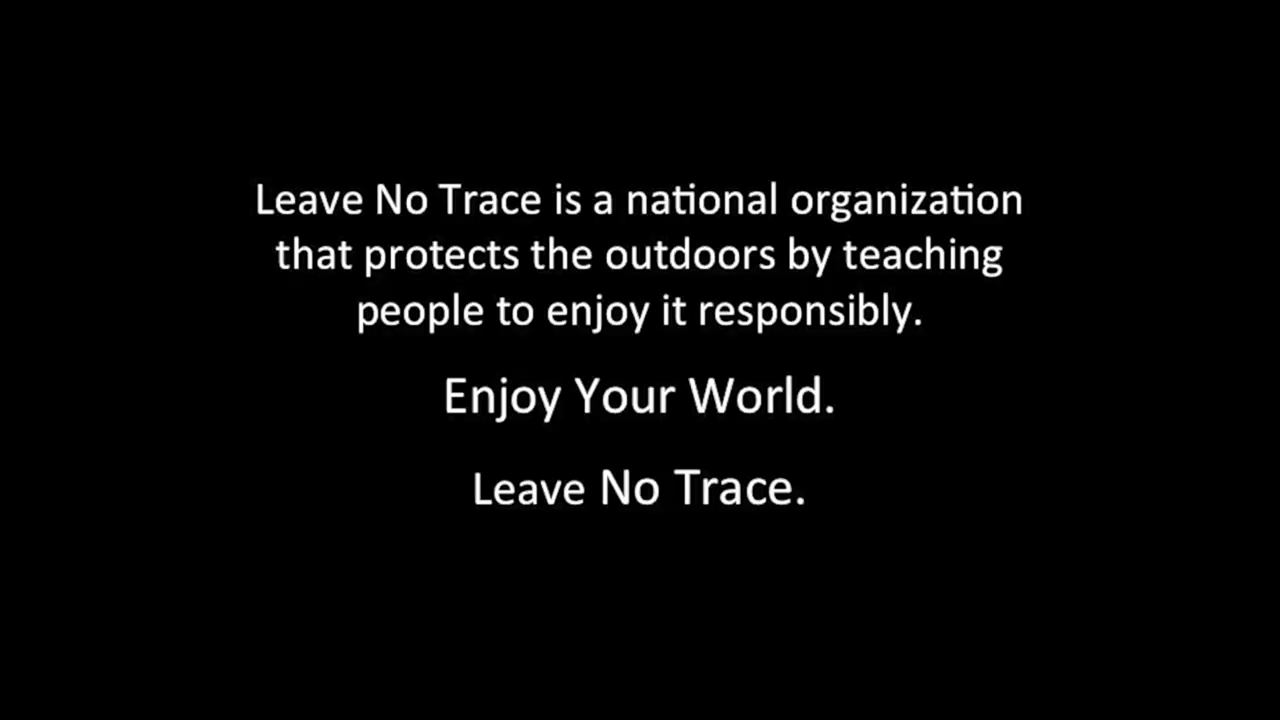 Leave No Trace is a national organization
that protects the outdoors by teaching
people to enjoy it responsibly.
Enjoy Your World.
Leave No Trace.